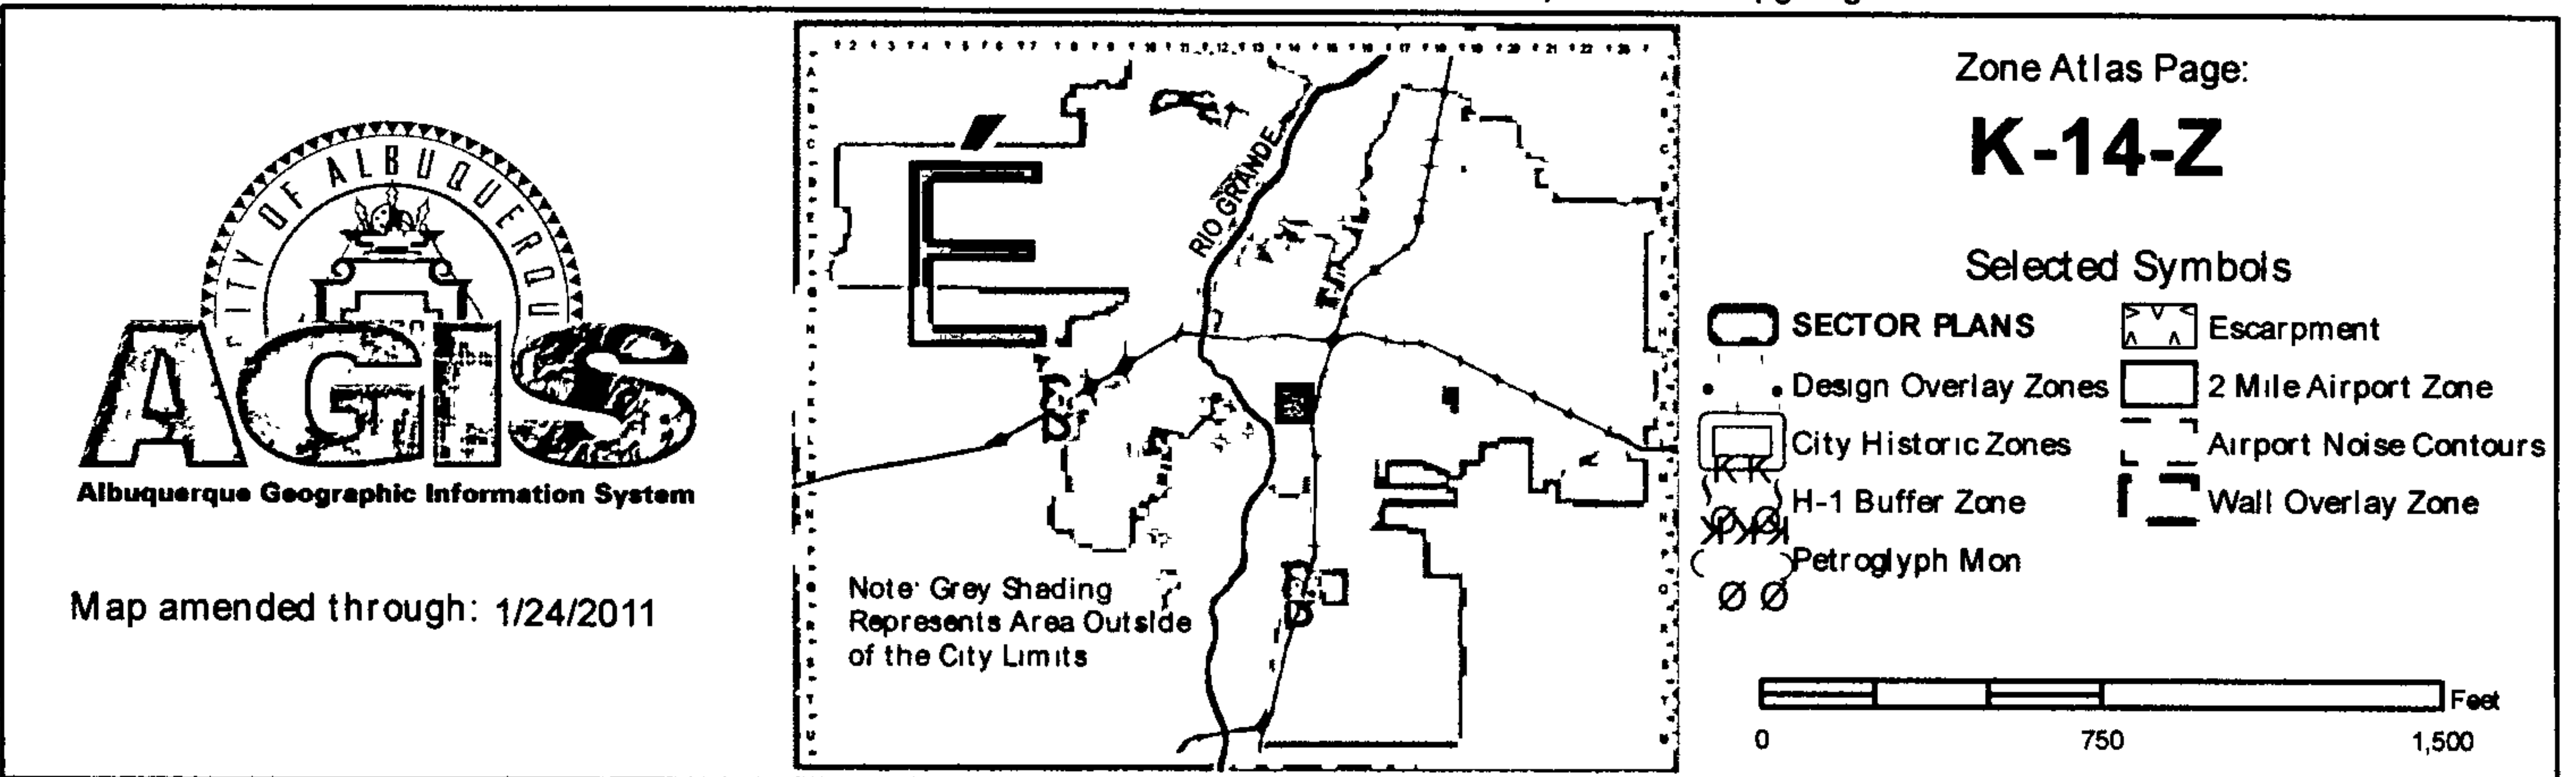 CITY OF ALBUQUERQU
AGIS
Albuquerque Geographic Information System
Map amended through: 1/24/2011
RIO GRANDE
É
Note: Grey Shading
Represents Area Outside
of the City Limits
Zone Atlas Page:
K-14-Z
Selected Symbols
SECTOR PLANS
Design Overlay Zones
City Historic Zones
H-1 Buffer Zone
Petroglyph Mon
Escarpment
2 Mile Airport Zone
Airport Noise Contours
Wall Overlay Zone
Feet
0 750 1,500